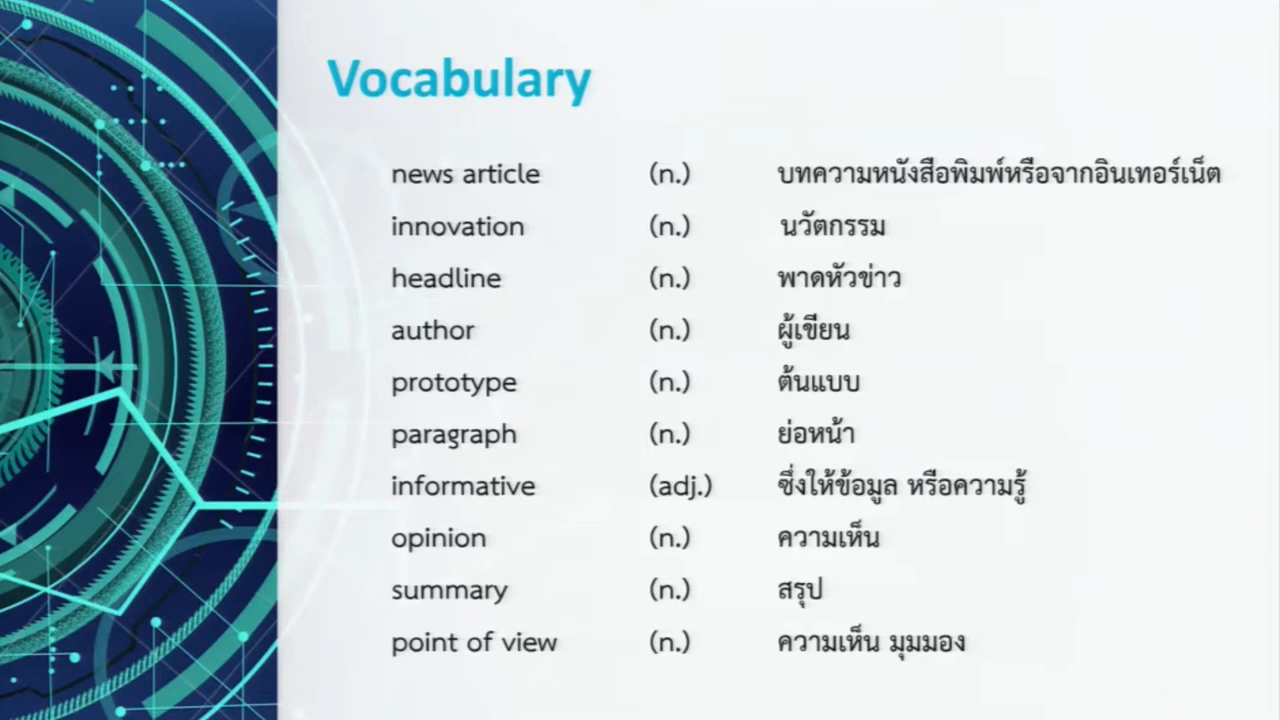 Vocabulary
news article (n.) บทความหนังสือพิมพ์หรือจากอินเทอร์เน็ต
innovation (n.) นวัตกรรม
headline (n.) พาดหัวข่าว
author (n.) ผู้เขียน
prototype (n.) ต้นแบบ
paragraph (n.) ย่อหน้า
informative (adj.) ซึ่งให้ข้อมูล หรือความรู้
opinion (n.) ความเห็น
summary (n.) สรุป
point of view (n.) ความเห็น มุมมอง